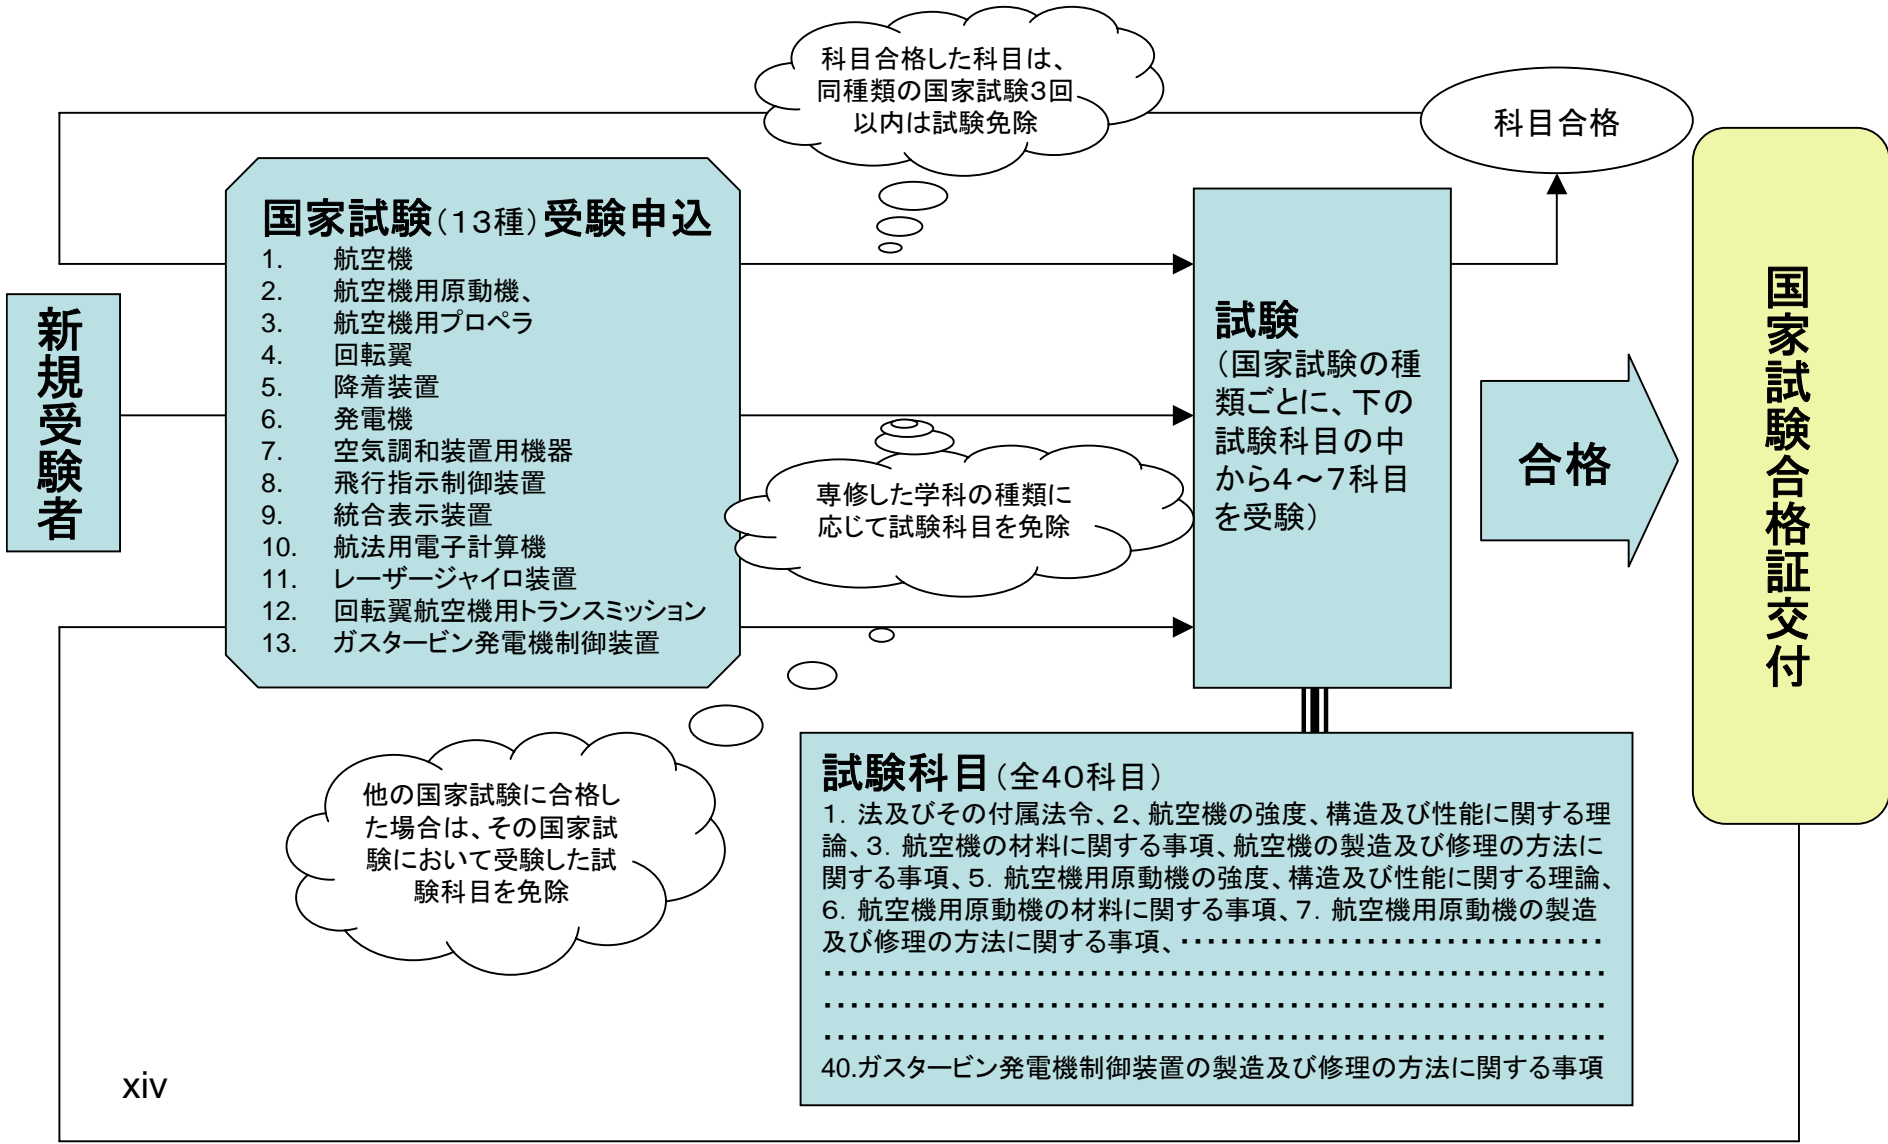 科目合格した科目は、
同種類の国家試験3回
以内は試験免除
科目合格
国家試験(13種)受験申込
1. 航空機
2. 航空機用原動機、
3. 航空機用プロペラ
4. 回転翼
5. 降着装置
6. 発電機
7. 空気調和装置用機器
8. 飛行指示制御装置
9. 統合表示装置
10. 航法用電子計算機
11. レーザージャイロ装置
12. 回転翼航空機用トランスミッション
13. ガスタービン発電機制御装置
新規受験者
試験
(国家試験の種
類ごとに、下の
試験科目の中
から4～7科目
を受験)
専修した学科の種類に
応じて試験科目を免除
合格
国家試験合格証交付
他の国家試験に合格し
た場合は、その国家試
験において受験した試
験科目を免除
試験科目(全40科目)
1. 法及びその付属法令、2、航空機の強度、構造及び性能に関する理
論、3. 航空機の材料に関する事項、航空機の製造及び修理の方法に
関する事項、5. 航空機用原動機の強度、構造及び性能に関する理論、
6. 航空機用原動機の材料に関する事項、7. 航空機用原動機の製造
及び修理の方法に関する事項、・・・・・・・・・・・・・・・・・・・・・・・・・・・・・・・・
・・・・・・・・・・・・・・・・・・・・・・・・・・・・・・・・・・・・・・・・・・・・・・・・・・・・・・・・・・・
・・・・・・・・・・・・・・・・・・・・・・・・・・・・・・・・・・・・・・・・・・・・・・・・・・・・・・・・・・・
・・・・・・・・・・・・・・・・・・・・・・・・・・・・・・・・・・・・・・・・・・・・・・・・・・・・・・・・・・・
40.ガスタービン発電機制御装置の製造及び修理の方法に関する事項
xiv